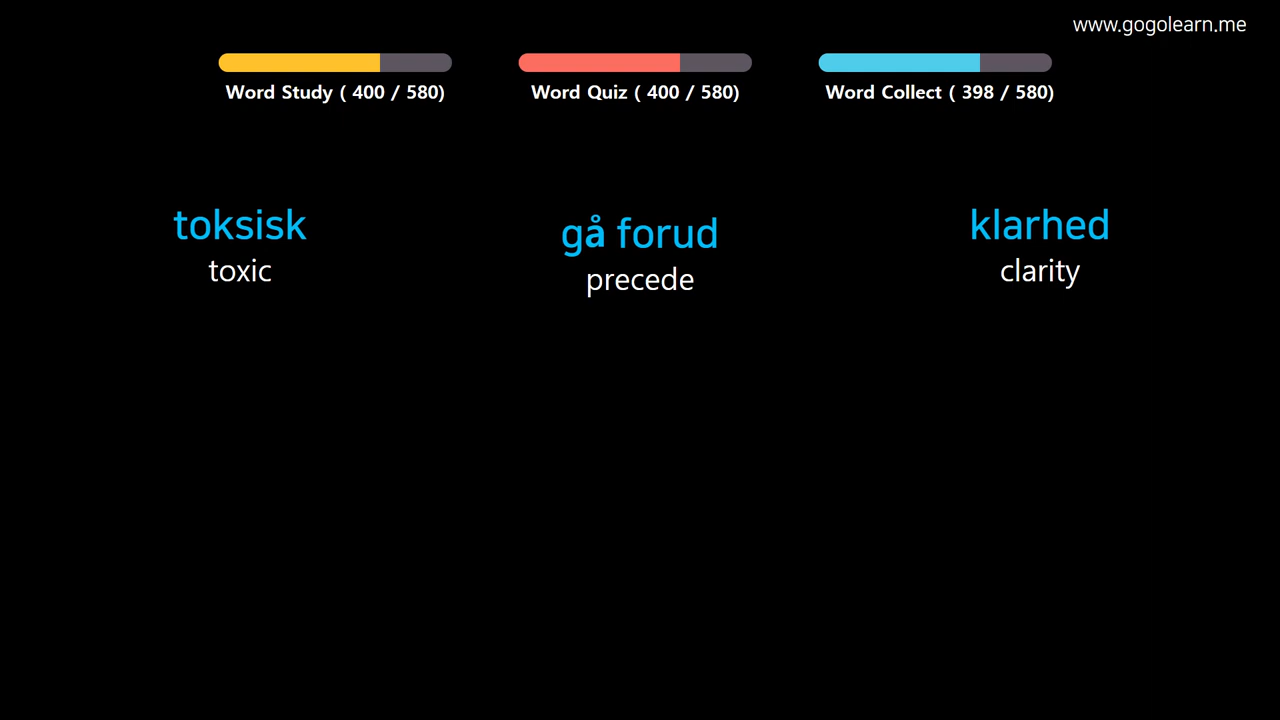 www.gogolearn.me
Word Study ( 400 / 580)
Word Quiz ( 400 / 580)
Word Collect ( 398 / 580)
toksisk
toxic
gå forud
precede
klarhed
clarity